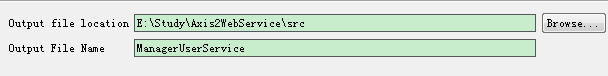 Output file location E:\Study\Axis2WebService\src Browse...
Output File Name ManagerUserService